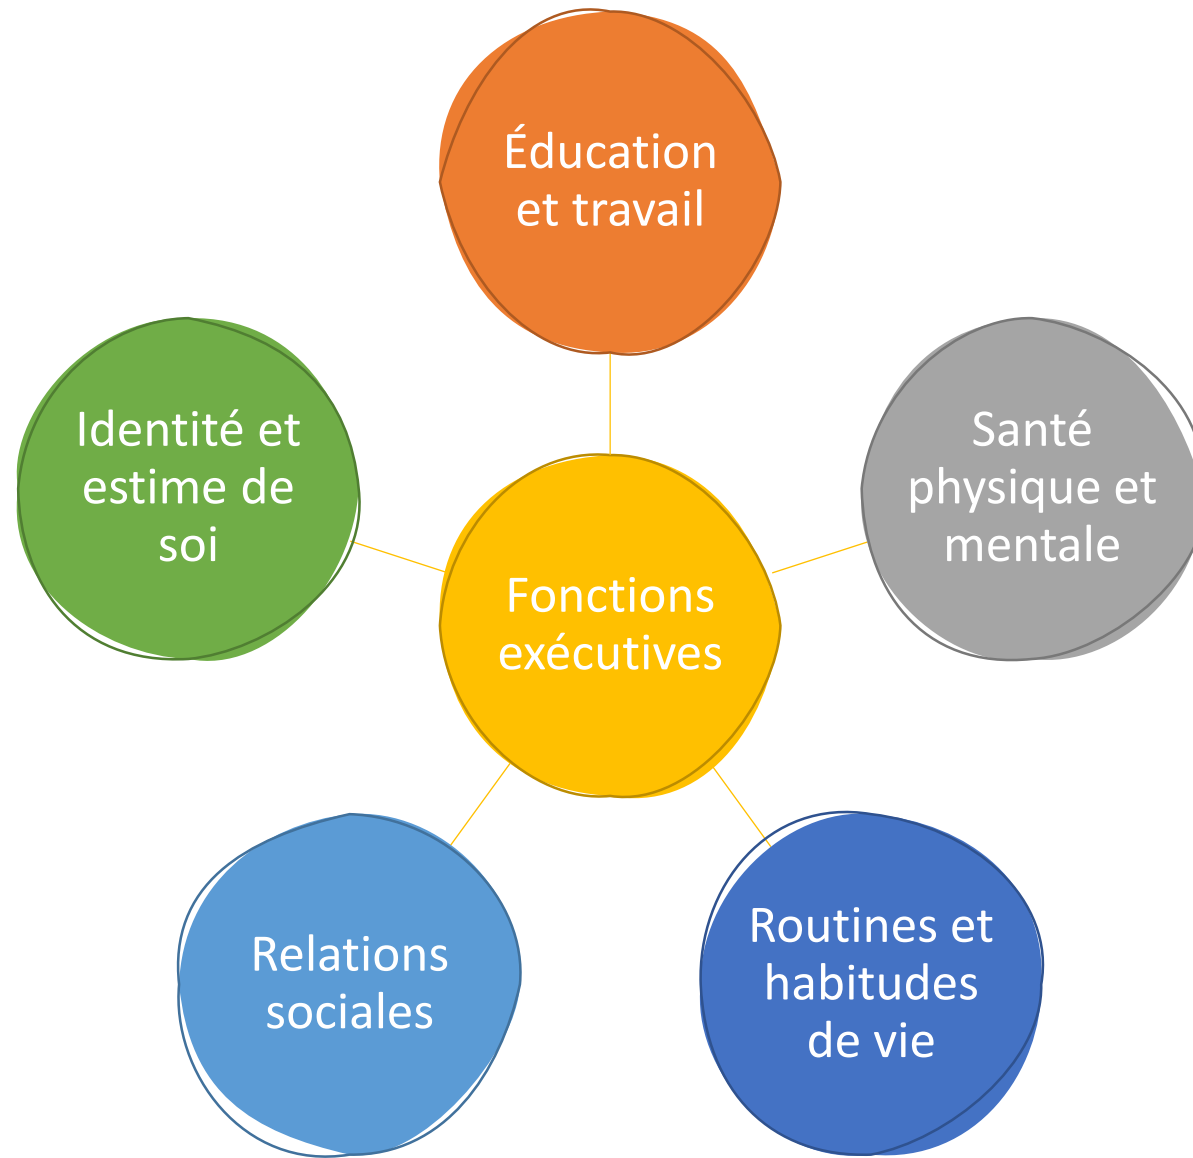 Éducation
et travail
Identité et
estime de
soi
Santé
physique et
mentale
Fonctions
exécutives
Relations
sociales
Routines et
habitudes
de vie